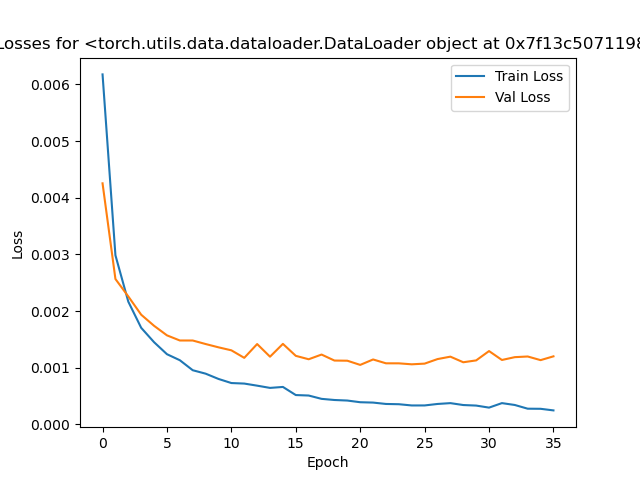 Losses for <torch.utils.data.dataloader.DataLoader object at 0x7f13c5071198
Train Loss
Val Loss
0.006
0.005
0.004
0.003
0.002
0.001
0.000
Loss
0 5 10 15 20 25 30 35
Epoch